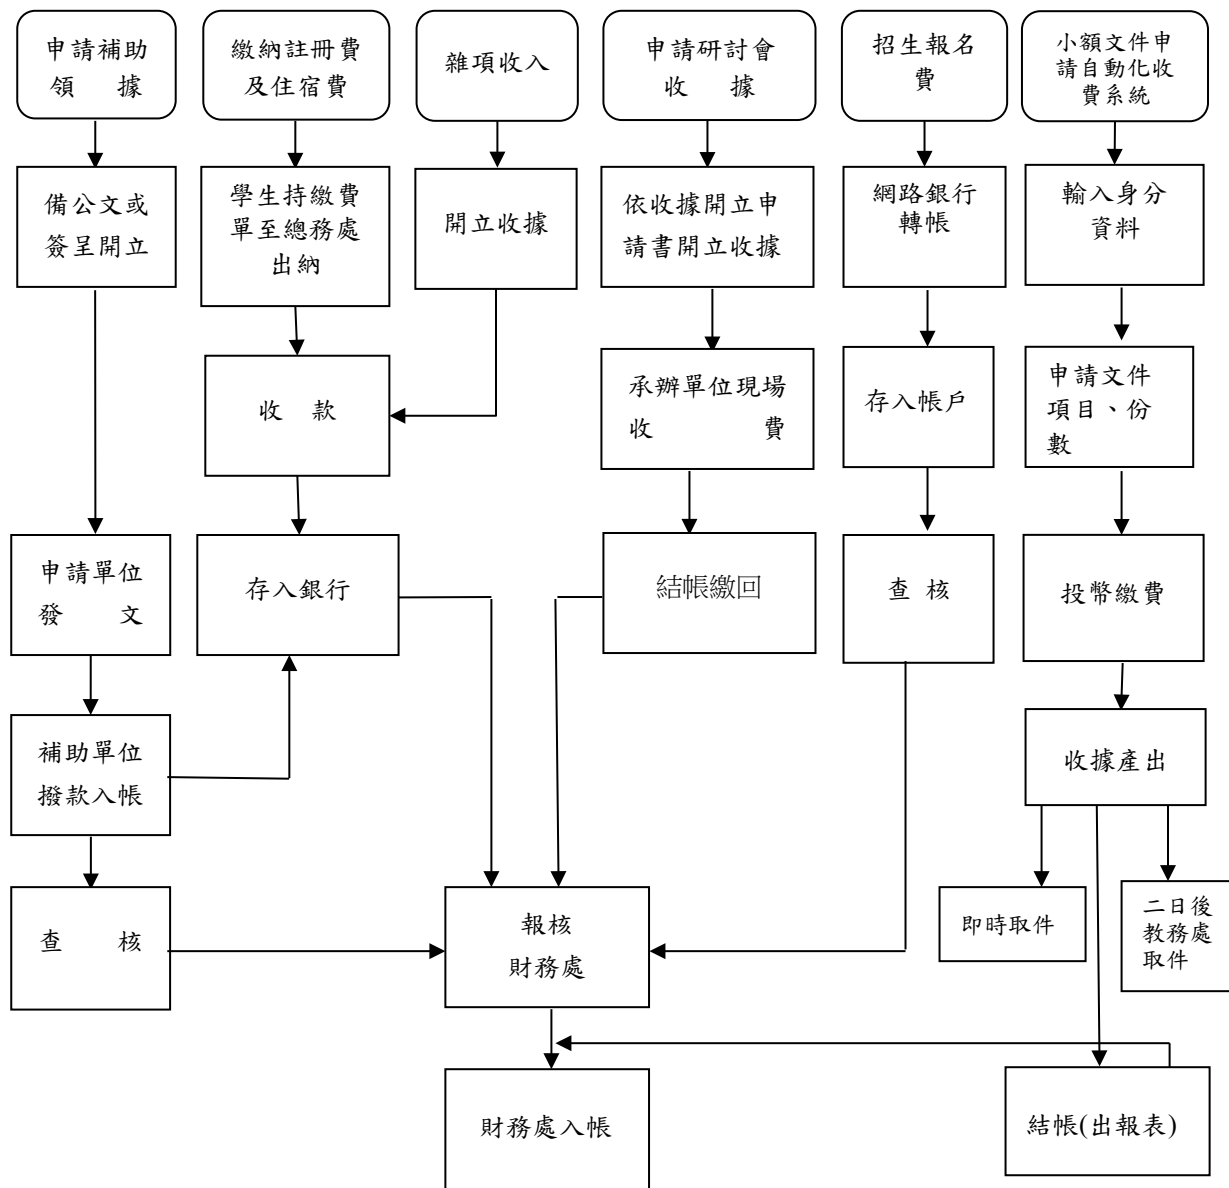 申請補助
領 據
繳納註冊費
及住宿費
雜項收入
申請研討會
收 據
招生報名
費
小額文件申
請自動化收
費系統
備公文或
簽呈開立
學生持繳費
單至總務處
出納
開立收據
依收據開立申
請書開立收據
網路銀行
轉帳
輸入身分
資料
收 款
承辦單位現場
收 費
存入帳戶
申請文件
項目、份
數
申請單位
發 文
存入銀行
結帳繳回
查 核
投幣繳費
補助單位
撥款入帳
收據產出
查 核
報核
財務處
即時取件
二日後
教務處
取件
財務處入帳
結帳(出報表)